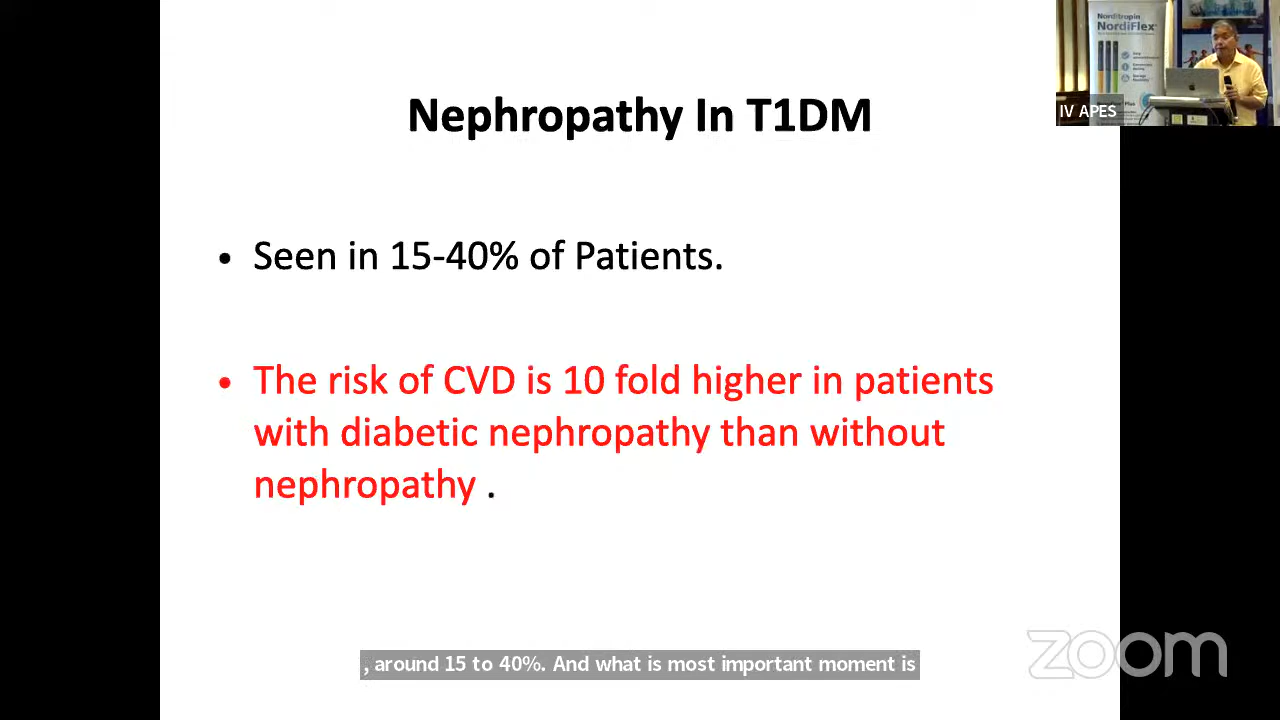 Norditropin
NordiFlex
IV APES
Nephropathy In T1DM
• Seen in 15-40% of Patients.
• The risk of CVD is 10 fold higher in patients
with diabetic nephropathy than without
nephropathy .
zoom
, around 15 to 40%. And what is most important moment is